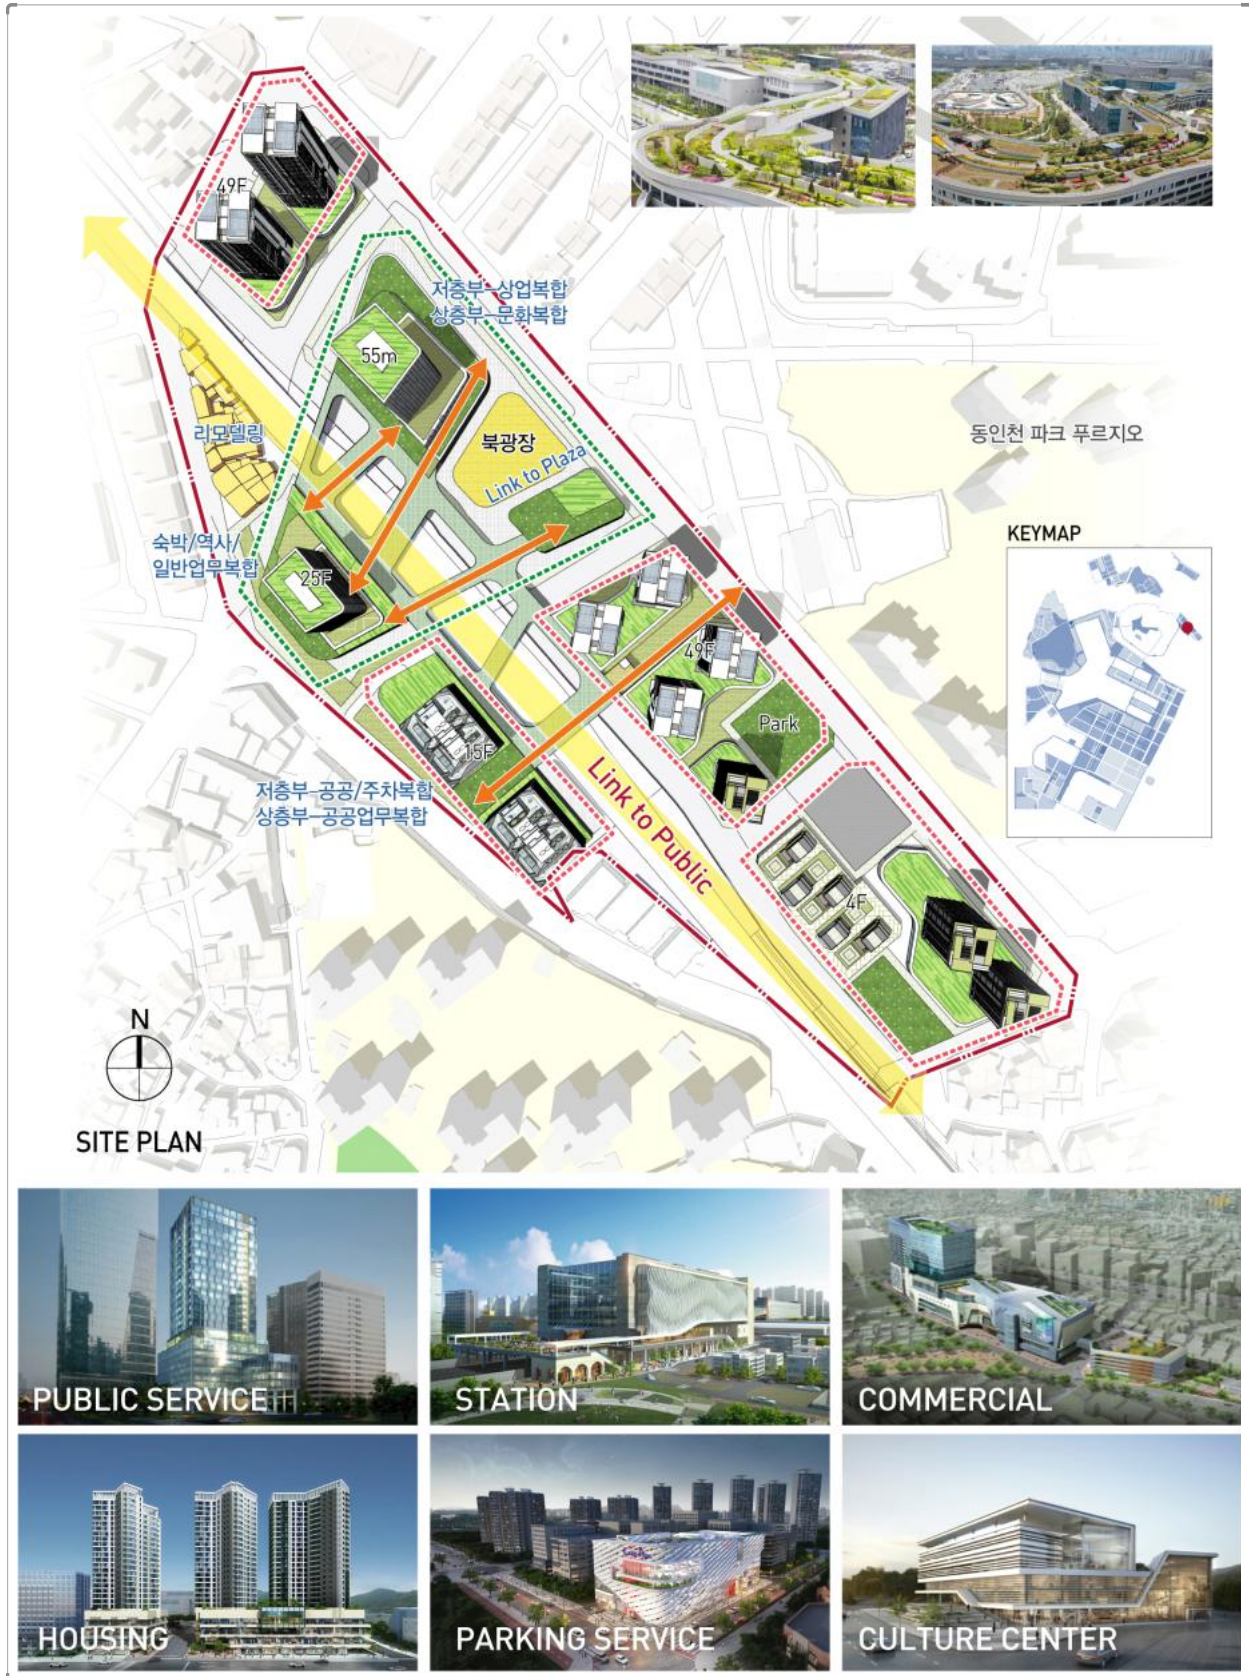 49F
저층부-상업복합
상층부-문화복합
55m
리모델링
북광장
Link to Plaza
동인천 파크 푸르지오
KEYMAP
숙박/역사/
일반업무복합
25F
49F
Park
15F
저층부-공공/주차복합
상층부-공공업무복합
Link to Public
4F
N
SITE PLAN
PUBLIC SERVICE
STATION
COMMERCIAL
HOUSING
PARKING SERVICE
CULTURE CENTER